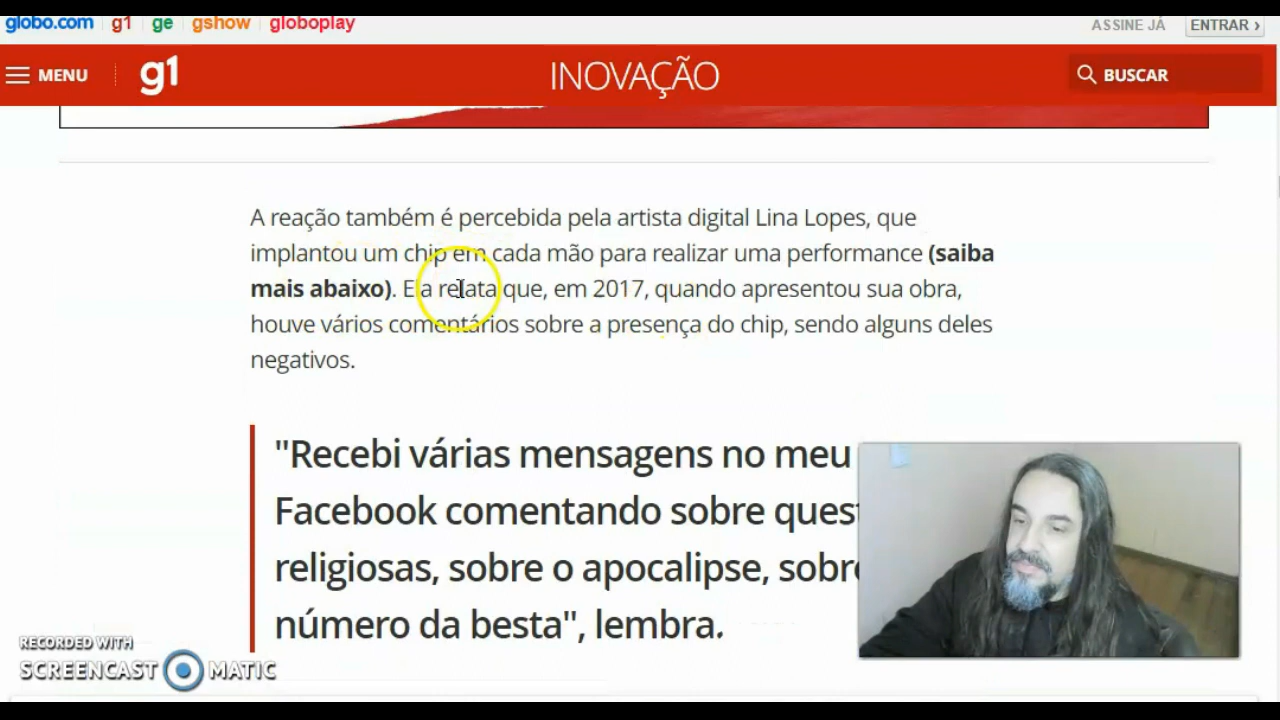 globo.com g1 ge gshow globoplay ASSINE JÁ ENTRAR ›
MENU g1 INOVAÇÃO BUSCAR
A reação também é percebida pela artista digital Lina Lopes, que
implantou um chip em cada mão para realizar uma performance (saiba
mais abaixo). Ela relata que, em 2017, quando apresentou sua obra,
houve vários comentários sobre a presença do chip, sendo alguns deles
negativos.
"Recebi várias mensagens no meu
Facebook comentando sobre
religiosas, sobre o apocalipse,
número da besta", lembra.
RECORDED WITH
SCREENCAST MATIC